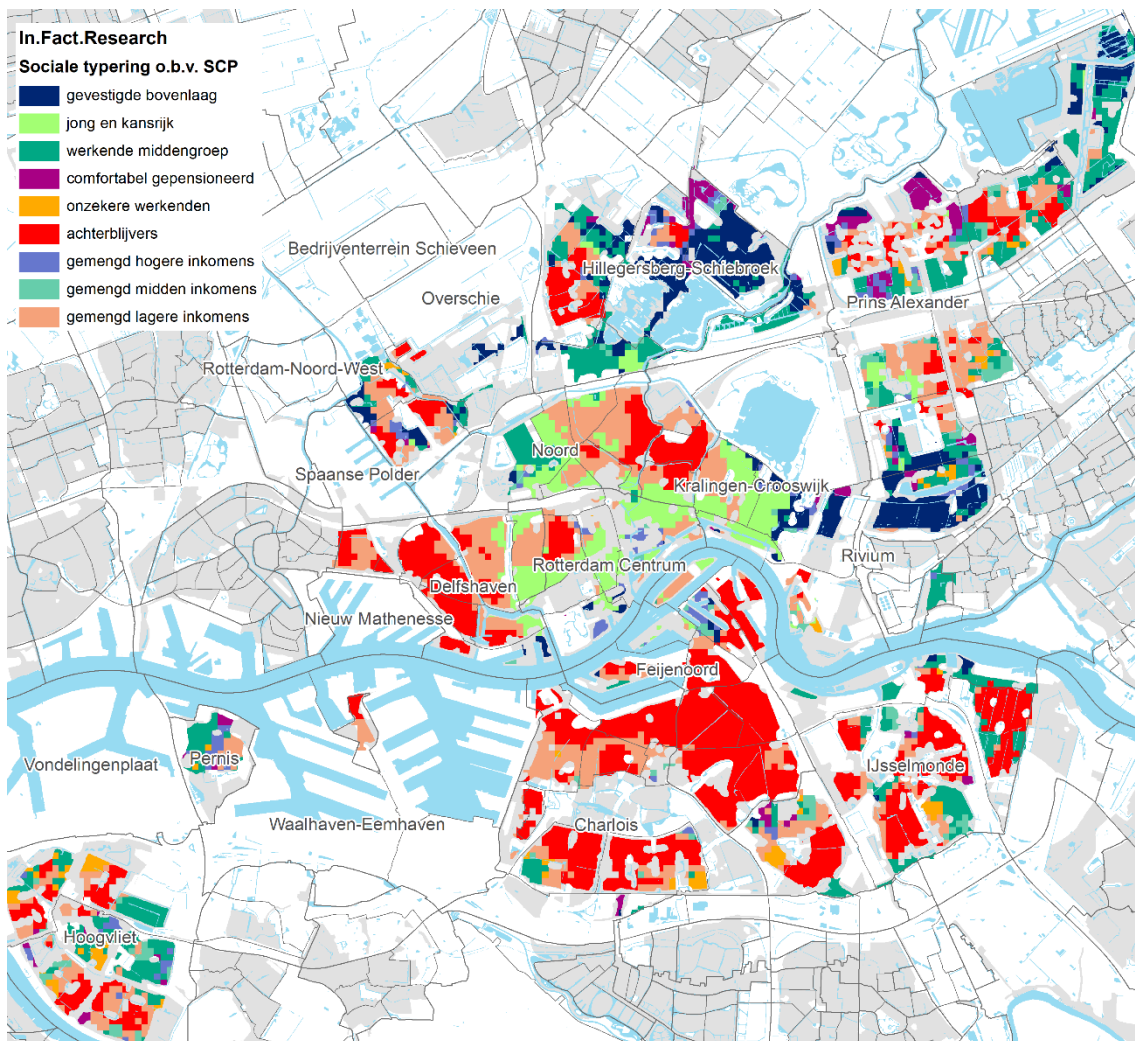 In.Fact.Research
Sociale typering o.b.v. SCP
gevestigde bovenlaag
jong en kansrijk
werkende middengroep
comfortabel gepensioneerd
onzekere werkenden
achterblijvers
gemengd hogere inkomens
gemengd midden inkomens
gemengd lagere inkomens
Bedrijventerrein Schieveen
Hillegersberg-Schiebroek
Overschie
Prins Alexander
Rotterdam-Noord-West
Noord
Spaanse Polder
Kralingen-Crooswijk
Rivium
Rotterdam Centrum
Delfshaven
Nieuw Mathenesse
Feijenoord
Pernis
Vondelingenplaat
IJsselmonde
Waalhaven-Eemhaven
Charlois
Hoogvliet